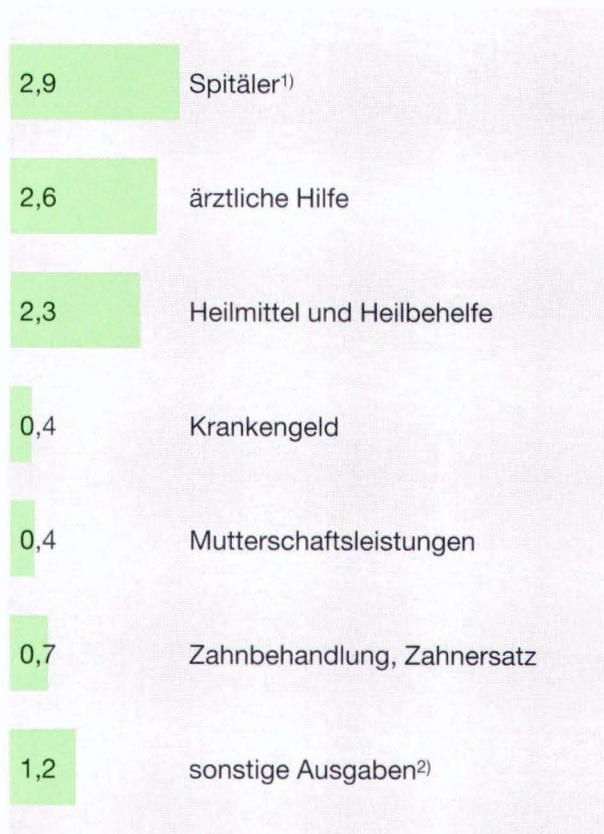 2,9 Spitäler1)
2,6 ärztliche Hilfe
2,3 Heilmittel und Heilbehelfe
0,4 Krankengeld
0,4 Mutterschaftsleistungen
0,7 Zahnbehandlung, Zahnersatz
1,2 sonstige Ausgaben2)